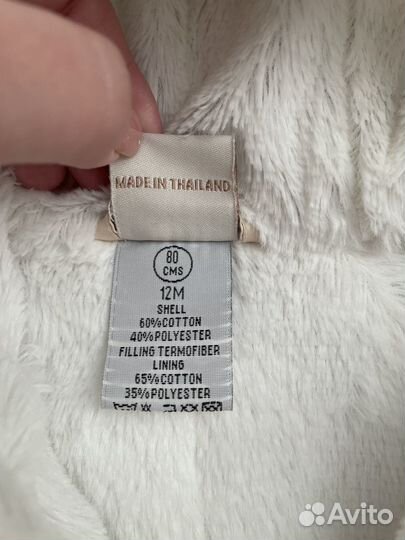 MADE IN THAILAND
80
CMS
12M
SHELL
60%COTTON
40%POLYESTER
FILLING TERMOFIBER
LINING
65%COTTON
35%POLYESTER
Avito